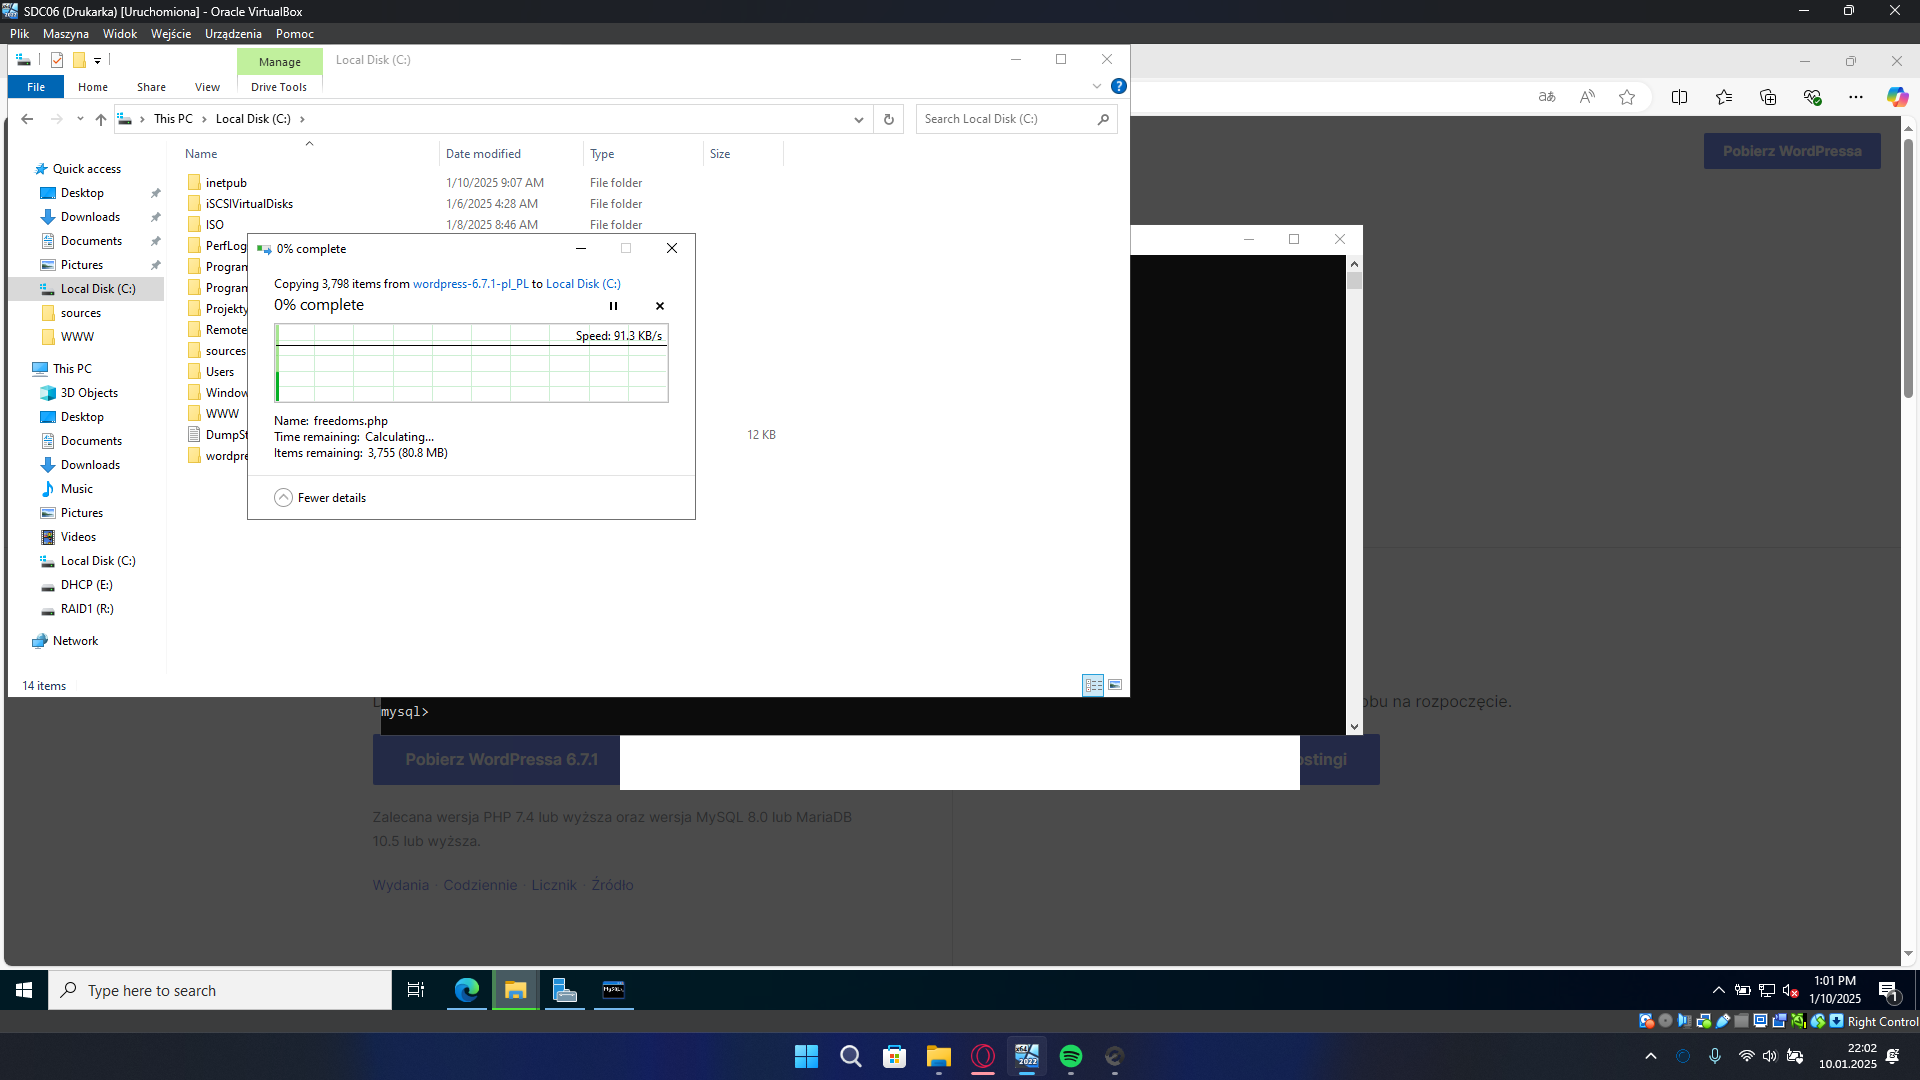 SDC06 (Drukarka) [Uruchomiona] - Oracle VirtualBox
Plik Maszyna Widok Wejście Urządzenia Pomoc
Manage Local Disk (C:)
File Home Share View Drive Tools
This PC Local Disk (C:)
Search Local Disk (C:)
Pobierz WordPressa
Name Date modified Type Size
Quick access
Desktop
Downloads
Documents
Pictures
Local Disk (C:)
sources
WWW
This PC
3D Objects
Desktop
Documents
Downloads
Music
Pictures
Videos
Local Disk (C:)
DHCP (E:)
RAID1 (R:)
Network
14 items
inetpub 1/10/2025 9:07 AM File folder
iSCSIVirtualDisks 1/6/2025 4:28 AM File folder
ISO 1/8/2025 8:46 AM File folder
PerfLog
Program
Program
Projekty
Remote
sources
Users
Window
WWW
DumpSt 12 KB
wordpre
0% complete
Copying 3,798 items from wordpress-6.7.1-pl_PL to Local Disk (C:)
0% complete
Speed: 91.3 KB/s
Name: freedoms.php
Time remaining: Calculating...
Items remaining: 3,755 (80.8 MB)
Fewer details
mysql>
obu na rozpoczęcie.
Pobierz WordPressa 6.7.1
ostingi
Zalecana wersja PHP 7.4 lub wyższa oraz wersja MySQL 8.0 lub MariaDB
10.5 lub wyższa.
Wydania · Codziennie · Licznik · Źródło
Type here to search
1:01 PM
1/10/2025
1
Right Control
22:02
10.01.2025